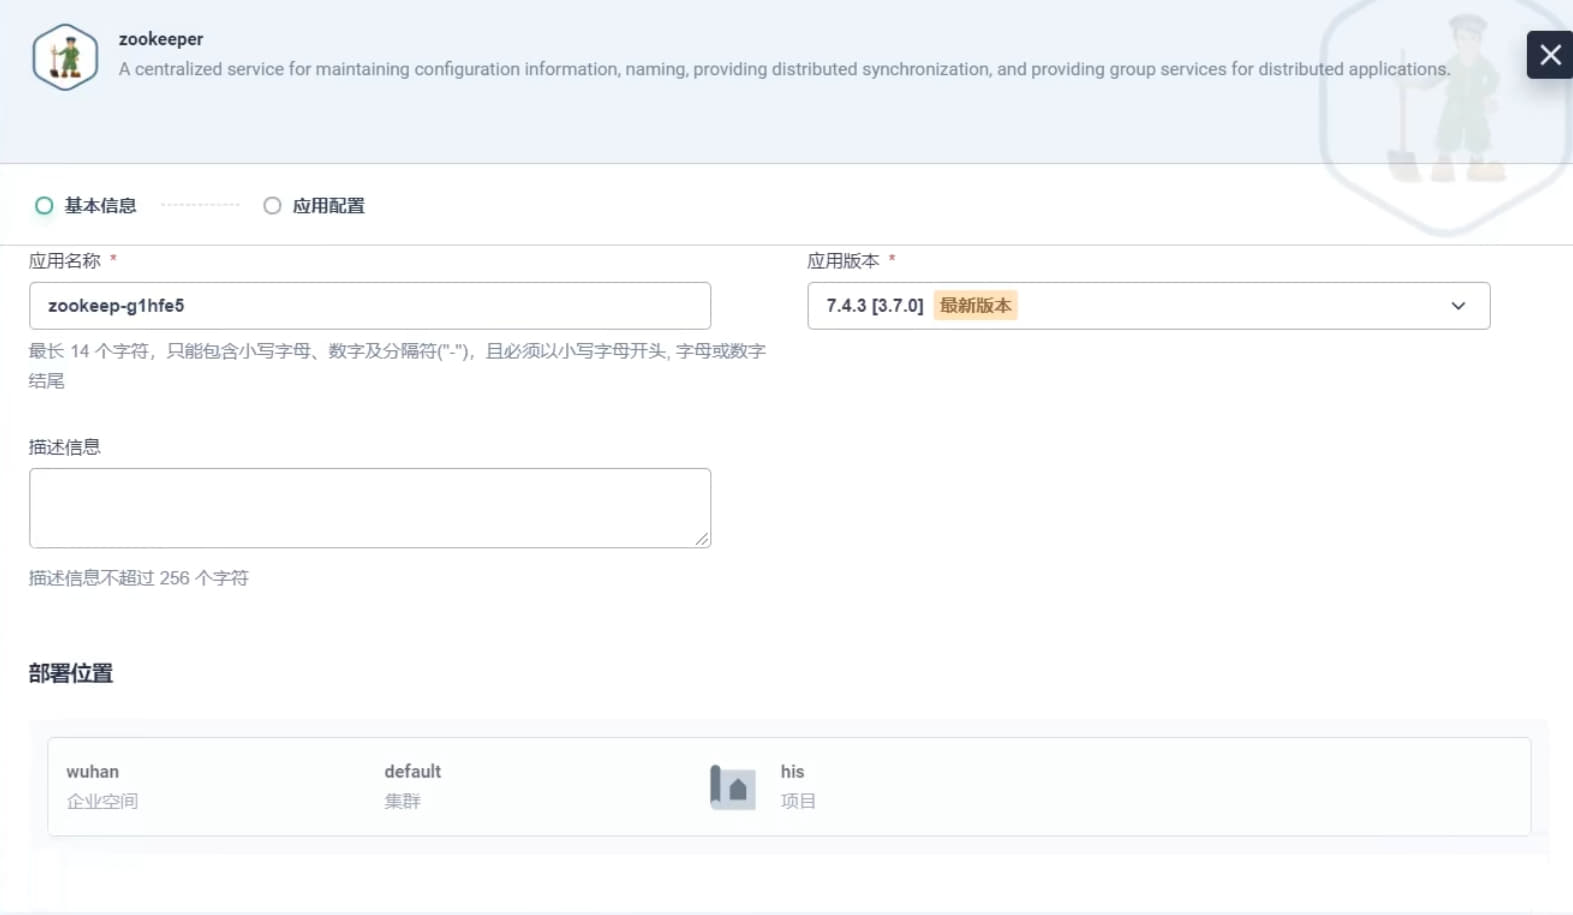 zookeeper
A centralized service for maintaining configuration information, naming, providing distributed synchronization, and providing group services for distributed applications.
基本信息
应用配置
应用名称 *
应用版本 *
zookeep-g1hfe5
7.4.3 [3.7.0] 最新版本
最长 14 个字符，只能包含小写字母、数字及分隔符("-")，且必须以小写字母开头, 字母或数字
结尾
描述信息
描述信息不超过 256 个字符
部署位置
wuhan
企业空间
default
集群
his
项目